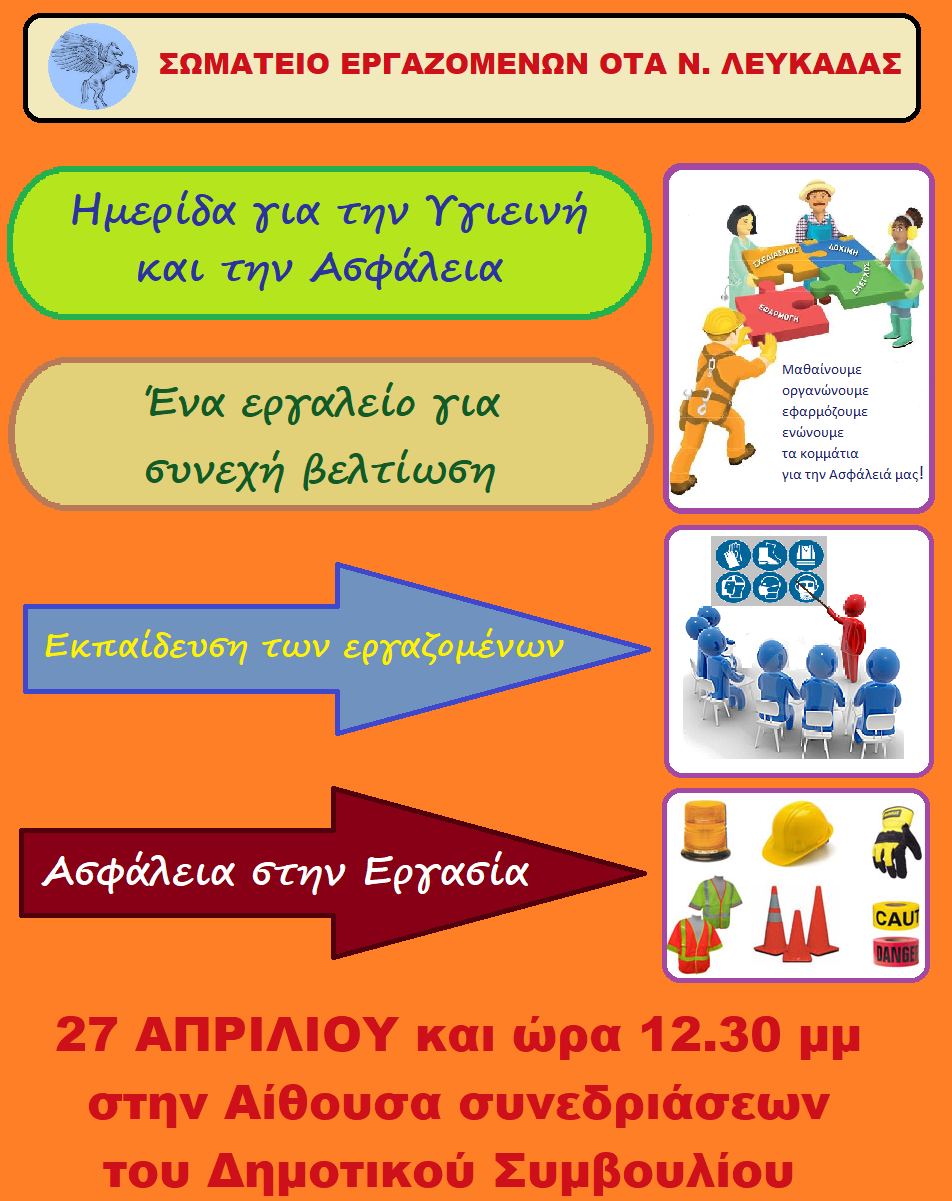 ΣΩΜΑΤΕΙΟ ΕΡΓΑΖΟΜΕΝΩΝ ΟΤΑ Ν. ΛΕΥΚΑΔΑΣ
Ημερίδα για την Υγιεινή
και την Ασφάλεια
Ένα εργαλείο για
συνεχή βελτίωση
ΣΧΕΔΙΑΣΜΟΣ
ΔΟΚΙΜΗ
ΕΛΕΓΧΟΣ
ΕΦΑΡΜΟΓΗ
Μαθαίνουμε
οργανώνουμε
εφαρμόζουμε
ενώνουμε
τα κομμάτια
για την Ασφάλειά μας!
Εκπαίδευση των εργαζομένων
Ασφάλεια στην Εργασία
CAUT
DANGE
27 ΑΠΡΙΛΙΟΥ και ώρα 12.30 μμ
στην Αίθουσα συνεδριάσεων
του Δημοτικού Συμβουλίου